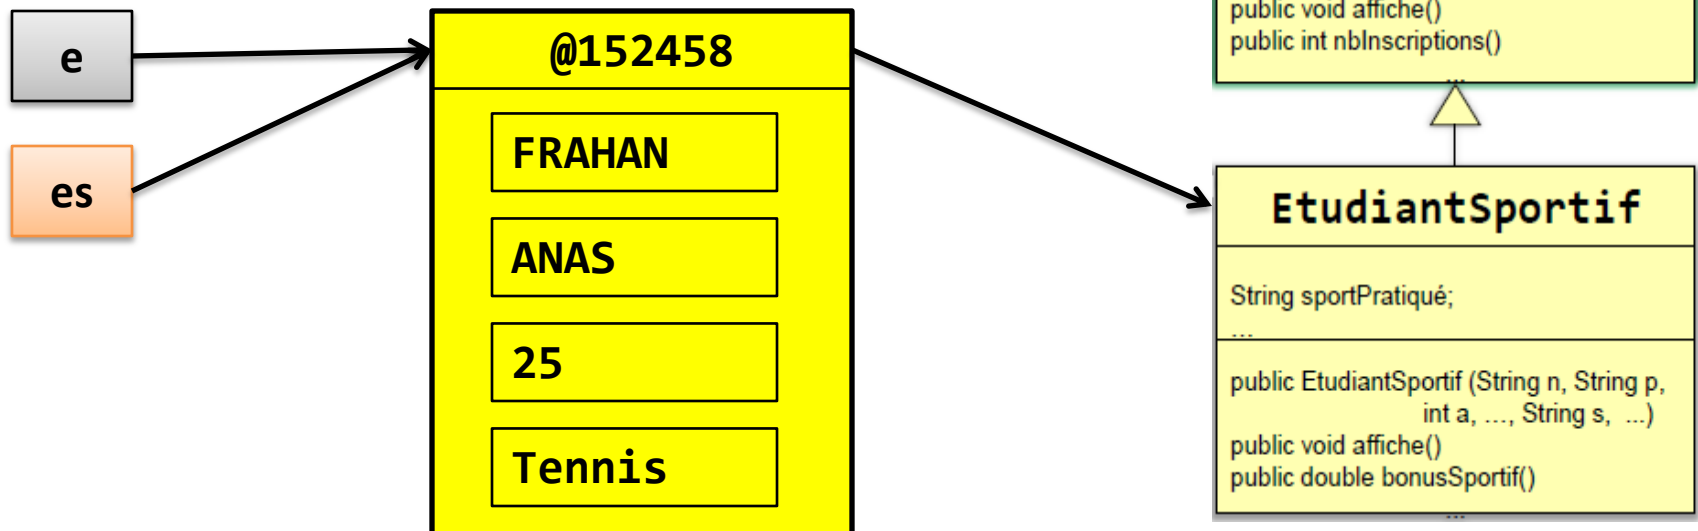 e
es
@152458
FRAHAN
ANAS
25
Tennis
public void affiche()
public int nbInscriptions()
...
EtudiantSportif
String sportPratiqué;
...
public EtudiantSportif (String n, String p,
int a, ..., String s, ...)
public void affiche()
public double bonusSportif()
...